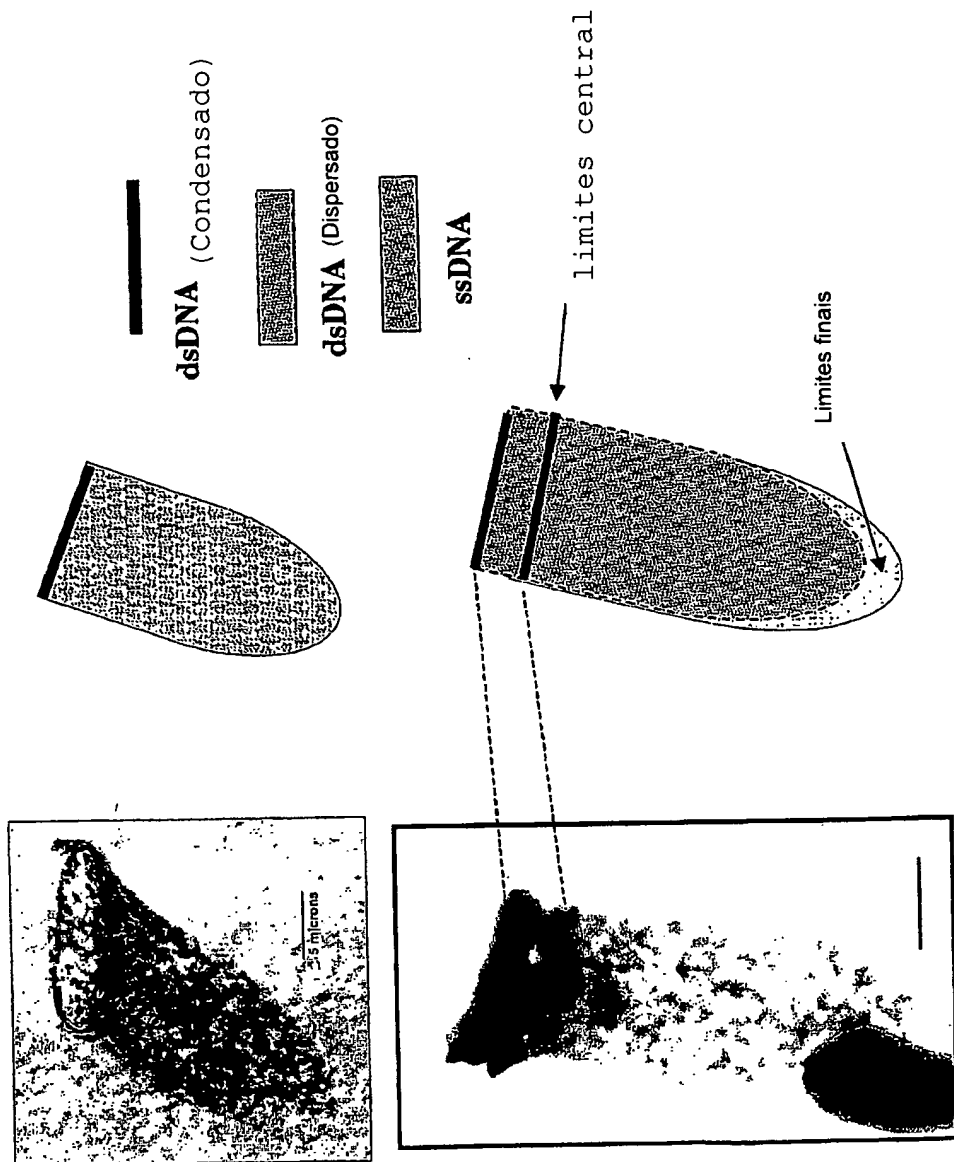 dsDNA (Condensado)
dsDNA (Dispersado)
ssDNA
limites central
Limites finais
5 microns